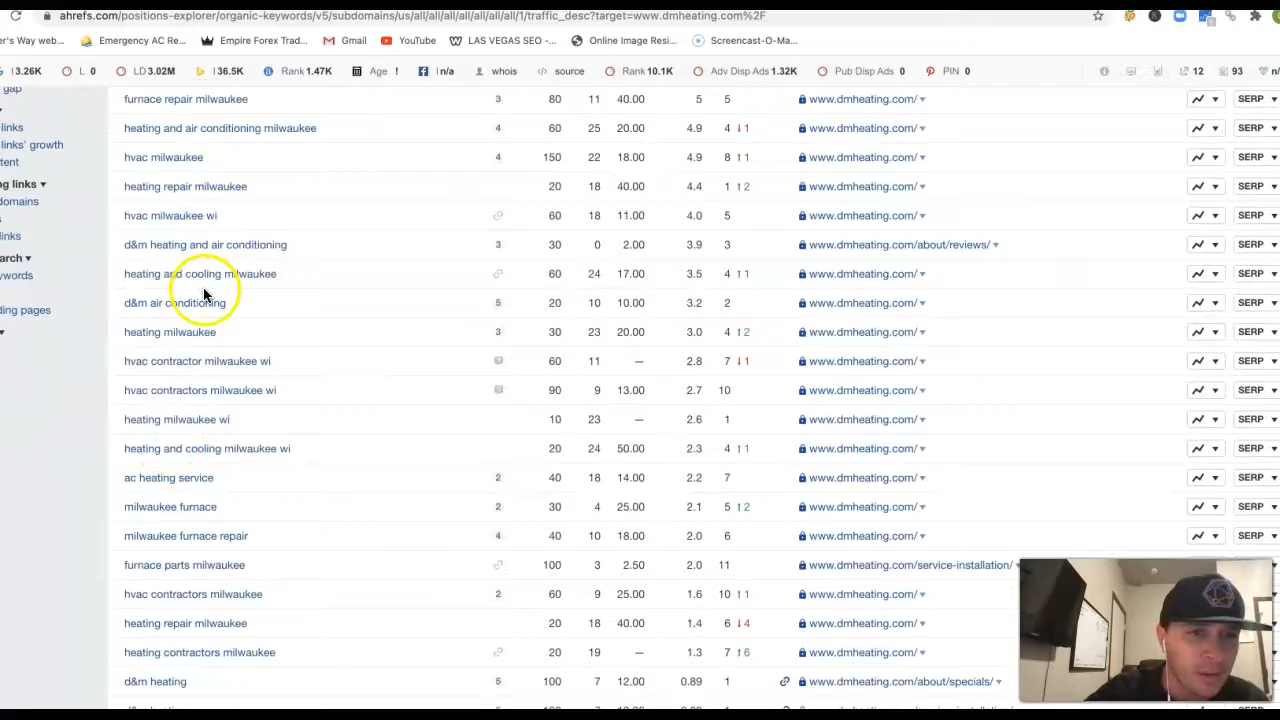 ahrefs.com/positions-explorer/organic-keywords/v5/subdomains/us/all/all/all/all/all/all/all/1/traffic_desc?target=www.dmheating.com%2F
er's Way web... Emergency AC Re... Empire Forex Trad... Gmail YouTube LAS VEGAS SEO -... Online Image Resi... Screencast-O-Ma...
3.26K L 0 LD 3.02M I 36.5K Rank 1.47K Age ! n/a whois source Rank 10.1K Adv Disp Ads 1.32K Pub Disp Ads 0 PIN 0 12 93
gap
links
links' growth
tent
ng links ▾
omains
links
arch ▾
ywords
ding pages
furnace repair milwaukee 3 80 11 40.00 5 5 www.dmheating.com/ ▾ SERP ▾
heating and air conditioning milwaukee 4 60 25 20.00 4.9 4 ↓1 www.dmheating.com/ ▾ SERP ▾
hvac milwaukee 4 150 22 18.00 4.9 8 ↑1 www.dmheating.com/ ▾ SERP ▾
heating repair milwaukee 20 18 40.00 4.4 1 ↑2 www.dmheating.com/ ▾ SERP ▾
hvac milwaukee wi 60 18 11.00 4.0 5 www.dmheating.com/ ▾ SERP ▾
d&m heating and air conditioning 3 30 0 2.00 3.9 3 www.dmheating.com/about/reviews/ ▾ SERP ▾
heating and cooling milwaukee 60 24 17.00 3.5 4 ↑1 www.dmheating.com/ ▾ SERP ▾
d&m air conditioning 5 20 10 10.00 3.2 2 www.dmheating.com/ ▾ SERP ▾
heating milwaukee 3 30 23 20.00 3.0 4 ↑2 www.dmheating.com/ ▾ SERP ▾
hvac contractor milwaukee wi 60 11 — 2.8 7 ↓1 www.dmheating.com/ ▾ SERP ▾
hvac contractors milwaukee wi 90 9 13.00 2.7 10 www.dmheating.com/ ▾ SERP ▾
heating milwaukee wi 10 23 — 2.6 1 www.dmheating.com/ ▾ SERP ▾
heating and cooling milwaukee wi 20 24 50.00 2.3 4 ↑1 www.dmheating.com/ ▾ SERP ▾
ac heating service 2 40 18 14.00 2.2 7 www.dmheating.com/ ▾ SERP ▾
milwaukee furnace 2 30 4 25.00 2.1 5 ↑2 www.dmheating.com/ ▾ SERP ▾
milwaukee furnace repair 4 40 10 18.00 2.0 6 www.dmheating.com/ ▾ SERP ▾
furnace parts milwaukee 100 3 2.50 2.0 11 www.dmheating.com/service-installation/
hvac contractors milwaukee 2 60 9 25.00 1.6 10 ↑1 www.dmheating.com/ ▾
heating repair milwaukee 20 18 40.00 1.4 6 ↓4 www.dmheating.com/ ▾
heating contractors milwaukee 20 19 — 1.3 7 ↑6 www.dmheating.com/ ▾
d&m heating 5 100 7 12.00 0.89 1 www.dmheating.com/about/specials/ ▾